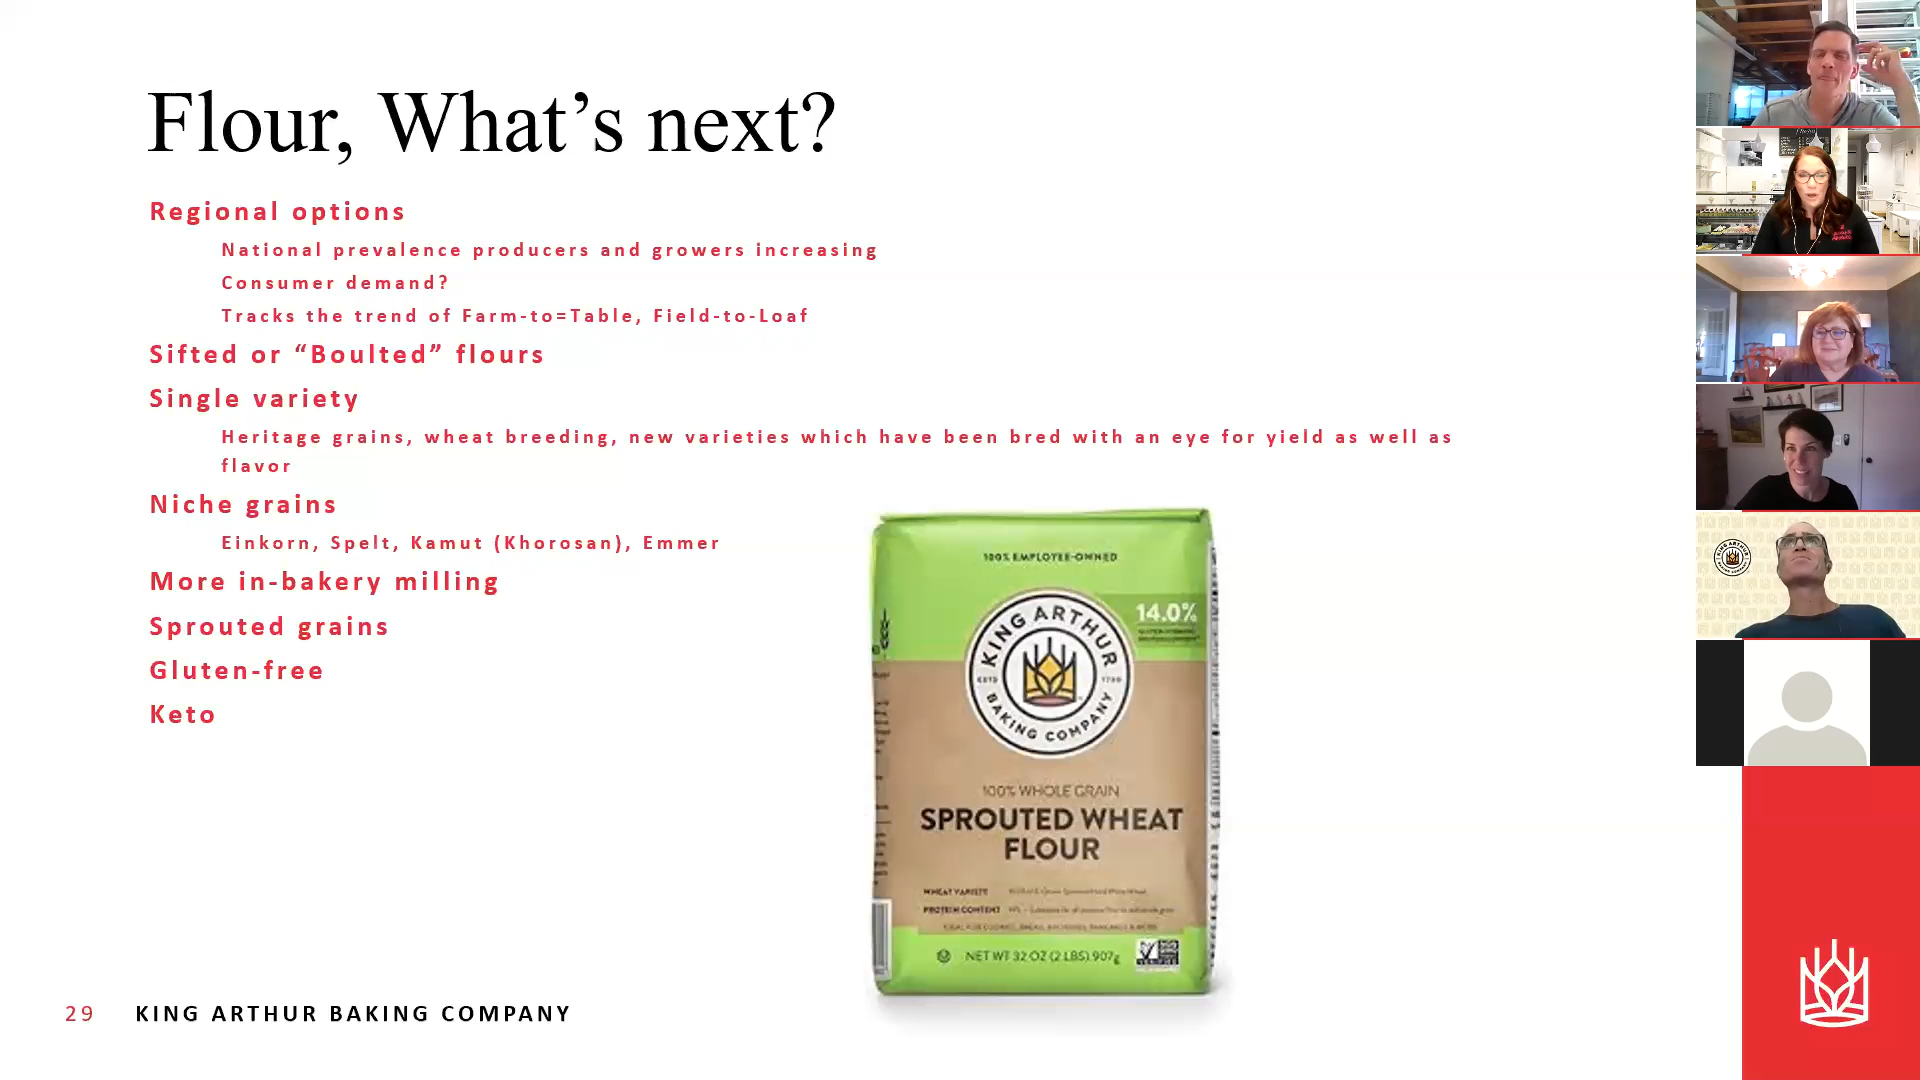 Flour, What’s next?
Regional options
National prevalence producers and growers increasing
Consumer demand?
Tracks the trend of Farm-to=Table, Field-to-Loaf
Sifted or “Boulted” flours
Single variety
Heritage grains, wheat breeding, new varieties which have been bred with an eye for yield as well as
flavor
Niche grains
Einkorn, Spelt, Kamut (Khorosan), Emmer
More in-bakery milling
Sprouted grains
Gluten-free
Keto
100% EMPLOYEE-OWNED
14.0%
KING ARTHUR
ESTD 1790
BAKING COMPANY
100% WHOLE GRAIN
SPROUTED WHEAT
FLOUR
WHEAT VARIETY
PROTEIN CONTENT
NET WT 32 OZ (2 LBS) 907g
29 KING ARTHUR BAKING COMPANY
KING ARTHUR
BAKING COMPANY